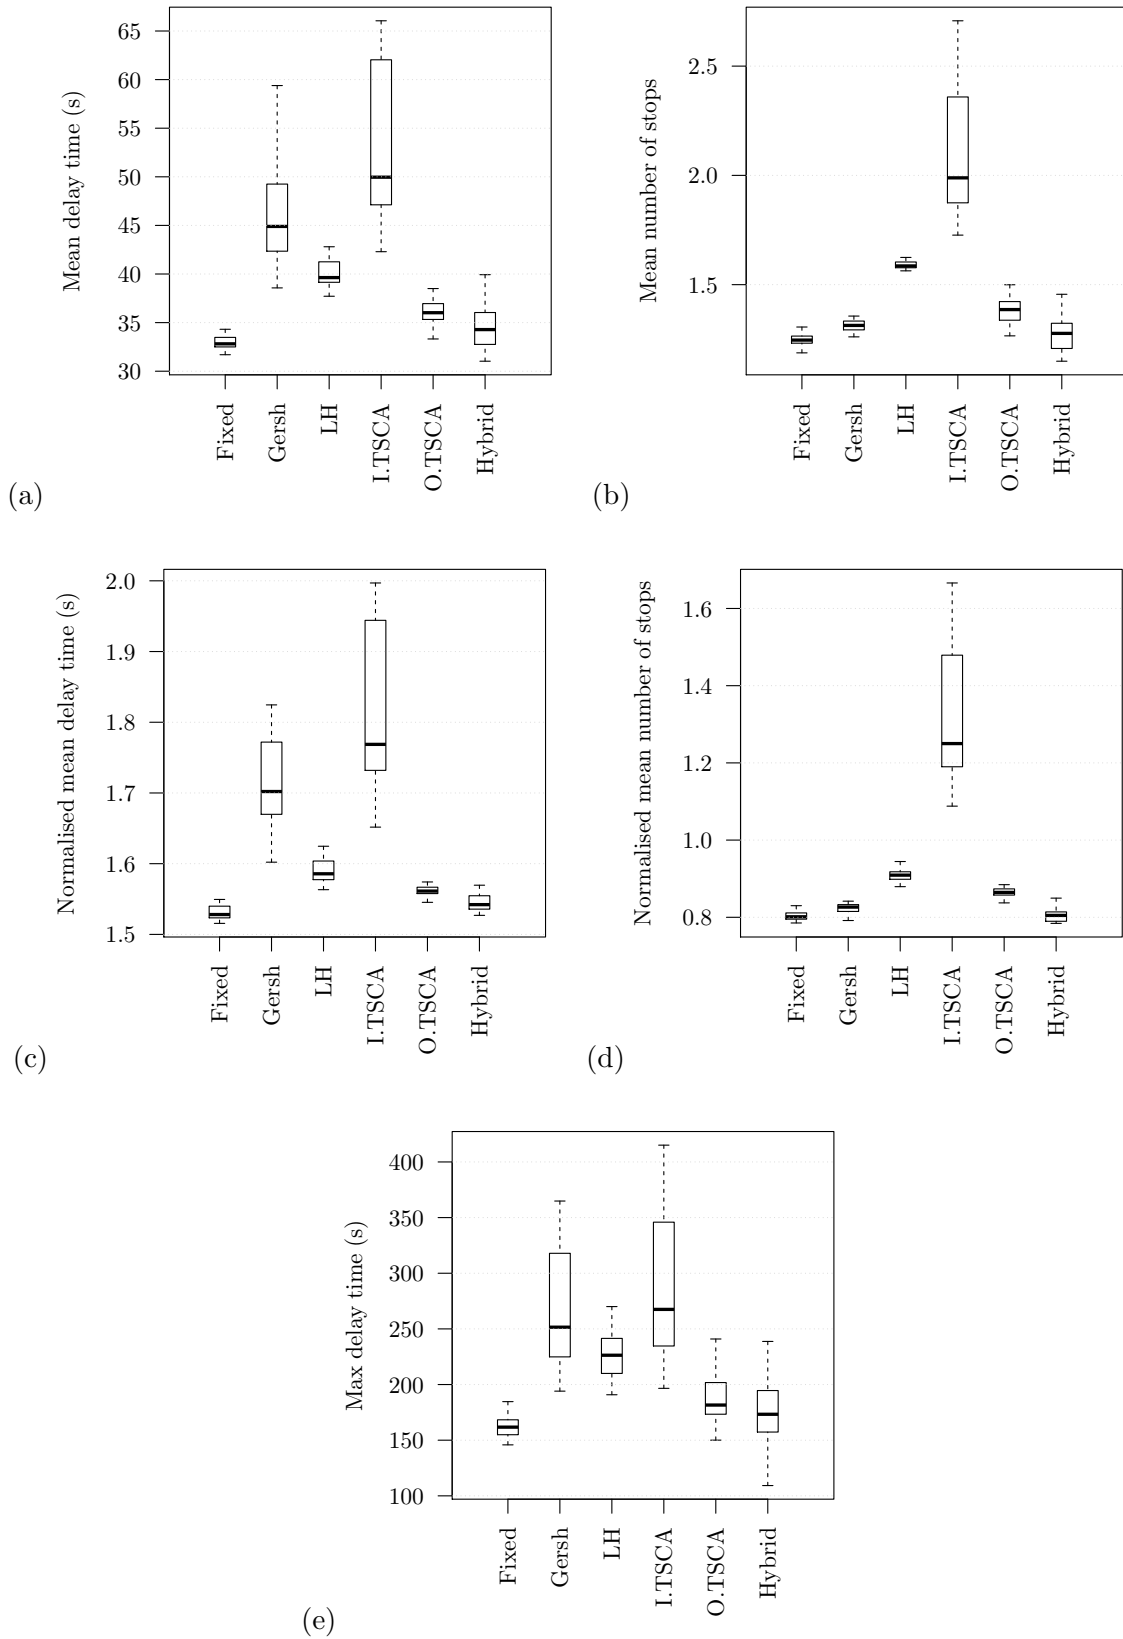 Mean delay time (s)
65
60
55
50
45
40
35
30
Fixed
Gersh
LH
I.TSCA
O.TSCA
Hybrid
(a)
Mean number of stops
2.5
2.0
1.5
Fixed
Gersh
LH
I.TSCA
O.TSCA
Hybrid
(b)
Normalised mean delay time (s)
2.0
1.9
1.8
1.7
1.6
1.5
Fixed
Gersh
LH
I.TSCA
O.TSCA
Hybrid
(c)
Normalised mean number of stops
1.6
1.4
1.2
1.0
0.8
Fixed
Gersh
LH
I.TSCA
O.TSCA
Hybrid
(d)
Max delay time (s)
400
350
300
250
200
150
100
Fixed
Gersh
LH
I.TSCA
O.TSCA
Hybrid
(e)